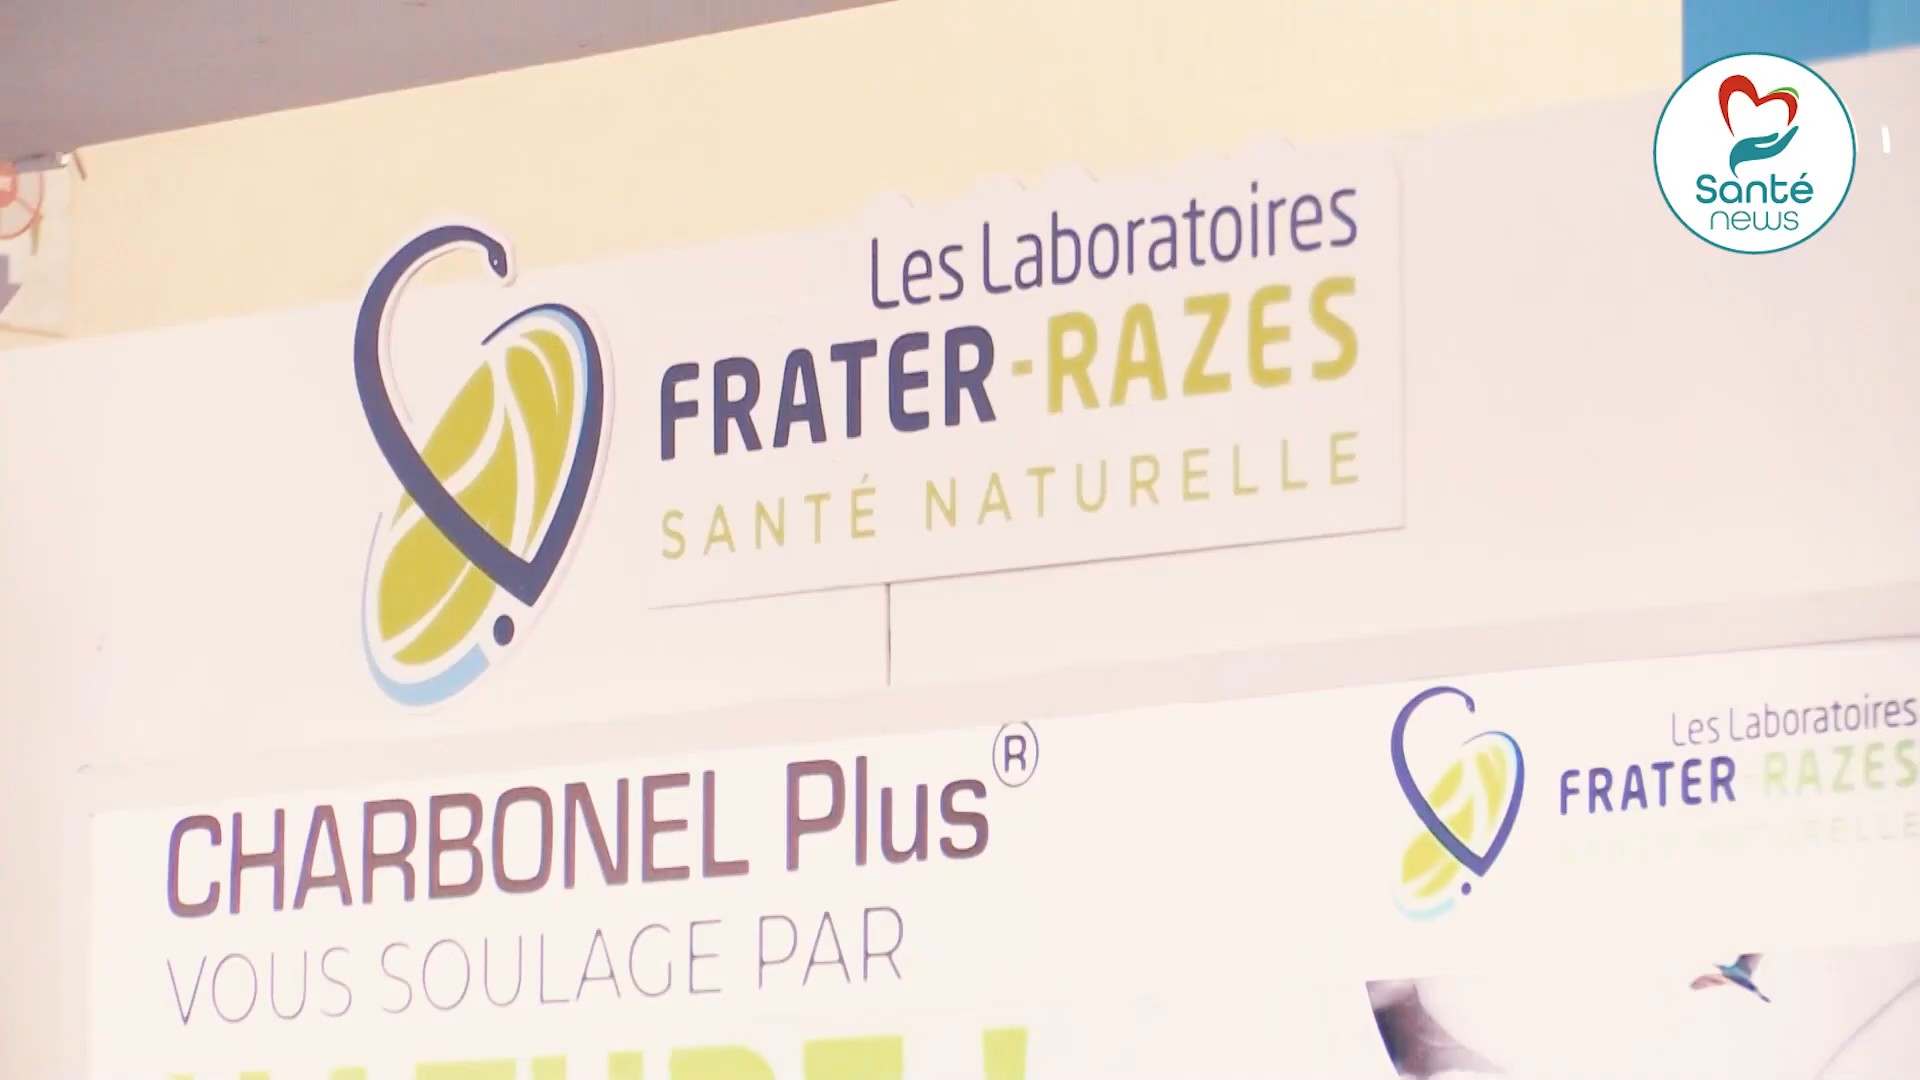 Santé
news
Les Laboratoires
FRATER-RAZES
SANTÉ NATURELLE
CHARBONEL Plus®
VOUS SOULAGE PAR
Les Laboratoires
FRATER-RAZES